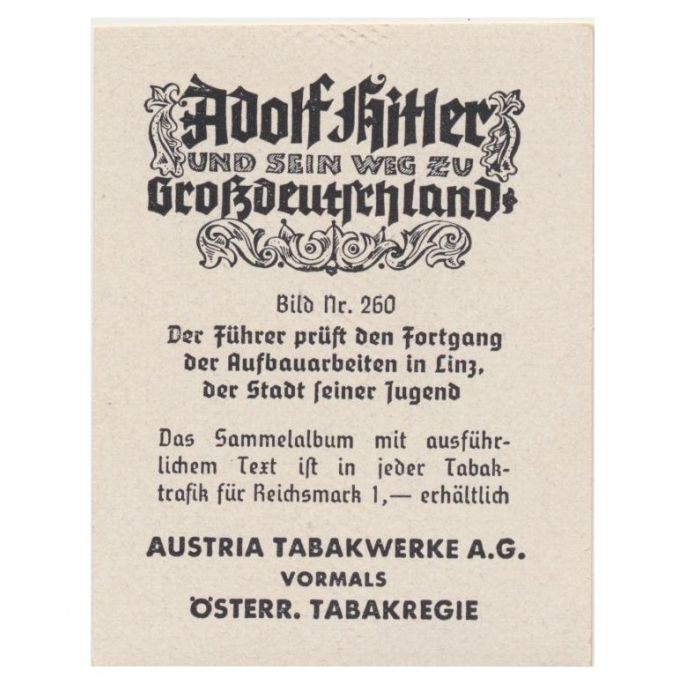 Adolf Hitler
UND SEIN WEG ZU
Großdeutschland
Bild Nr. 260
Der Führer prüft den Fortgang
der Aufbauarbeiten in Linz,
der Stadt seiner Jugend
Das Sammelalbum mit ausführ-
lichem Text ist in jeder Tabak-
trafik für Reichsmark 1,— erhältlich
AUSTRIA TABAKWERKE A.G.
VORMALS
ÖSTERR. TABAKREGIE